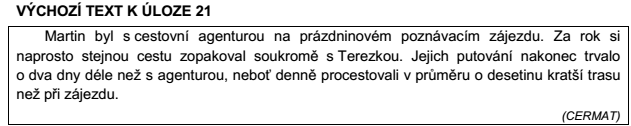 VÝCHOZÍ TEXT K ÚLOZE 21
Martin byl s cestovní agenturou na prázdninovém poznávacím zájezdu. Za rok si
naprosto stejnou cestu zopakoval soukromě s Terezkou. Jejich putování nakonec trvalo
o dva dny déle než s agenturou, neboť denně procestovali v průměru o desetinu kratší trasu
než při zájezdu.
(CERMAT)